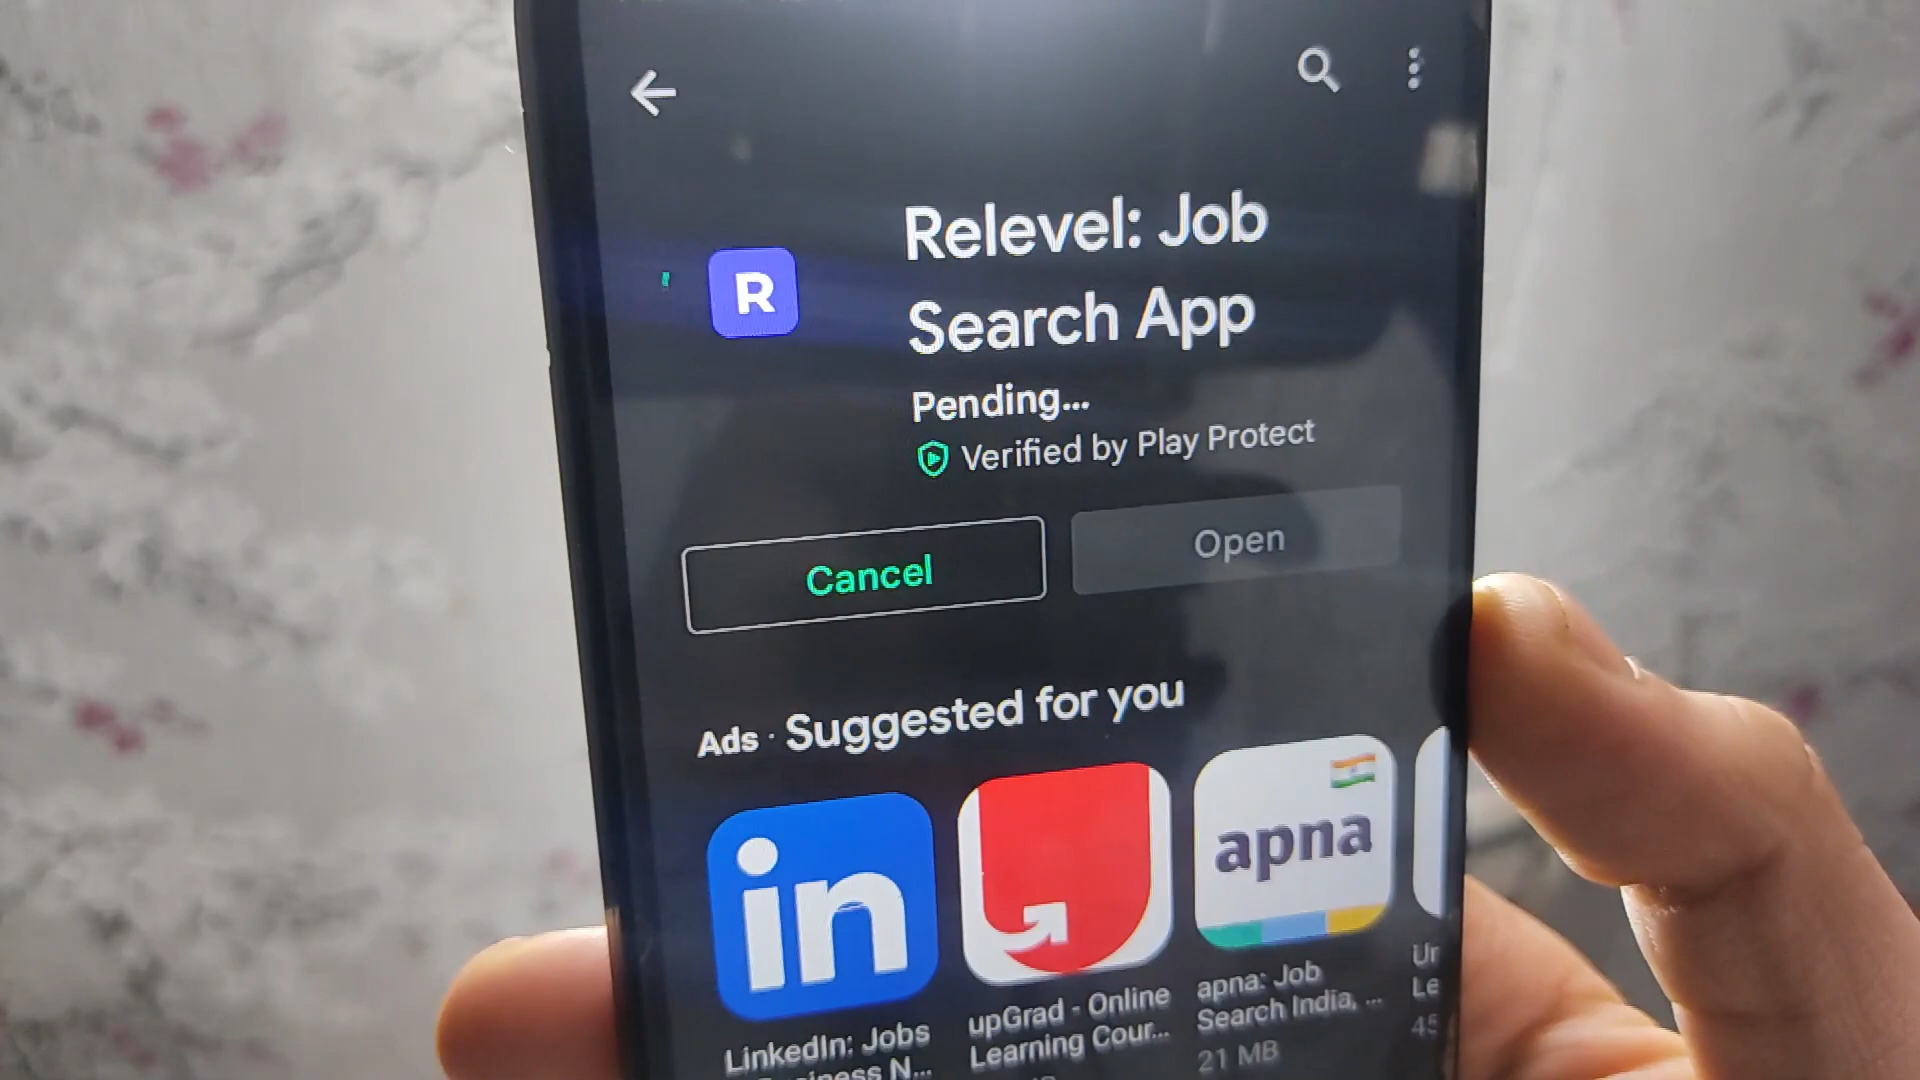 R
Relevel: Job
Search App
Pending...
Verified by Play Protect
Cancel
Open
Ads · Suggested for you
in
apna
LinkedIn: Jobs
upGrad - Online
Learning Cour...
apna: Job
Search India, ...
21 MB